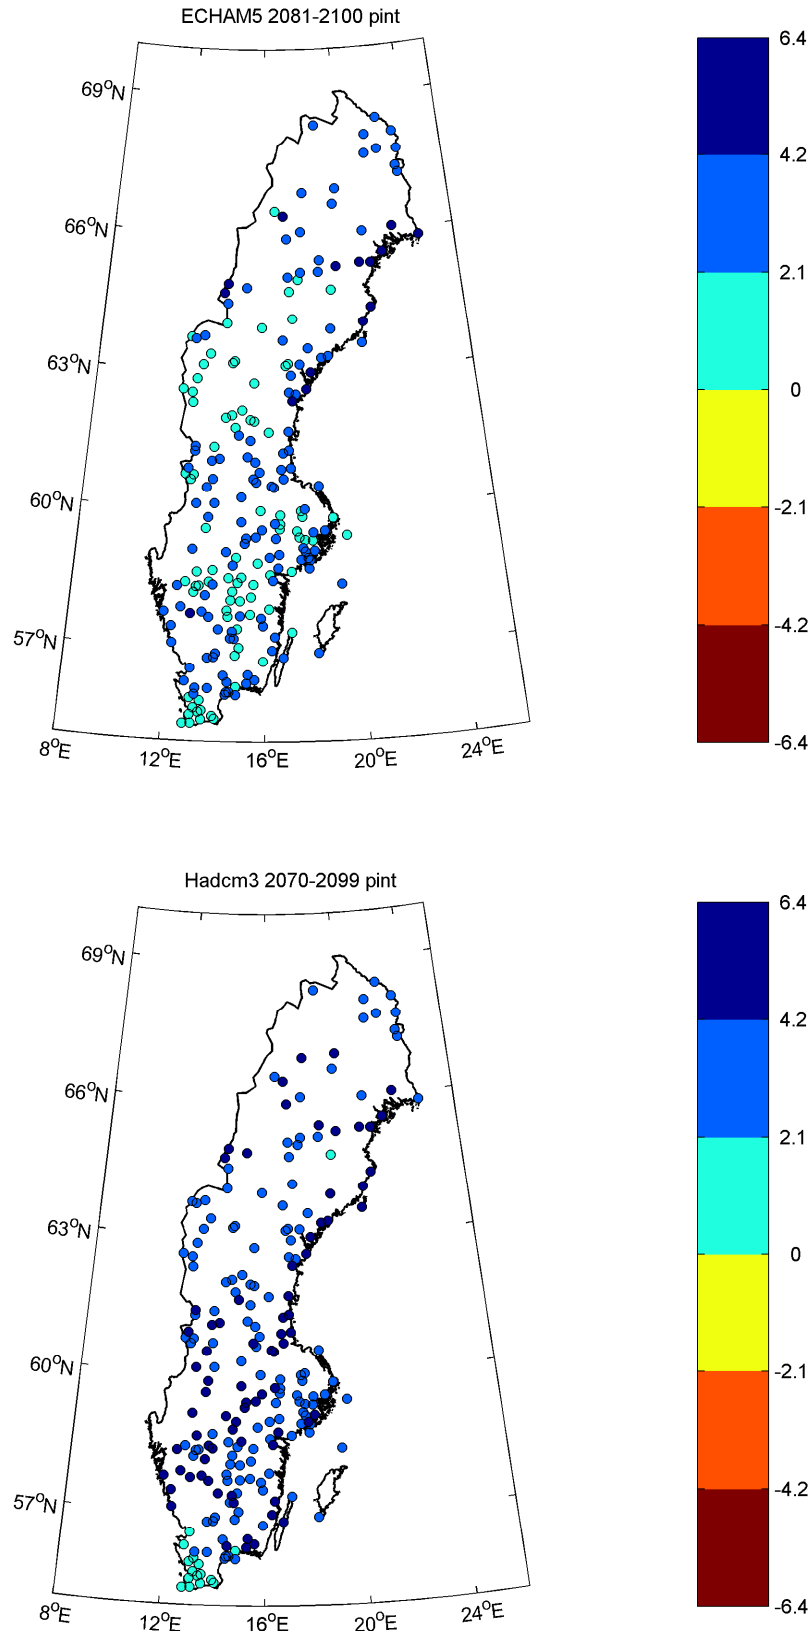 ECHAM5 2081-2100 pint
69°N
66°N
63°N
60°N
57°N
8°E
12°E
16°E
20°E
24°E
6.4
4.2
2.1
0
-2.1
-4.2
-6.4
Hadcm3 2070-2099 pint
69°N
66°N
63°N
60°N
57°N
8°E
12°E
16°E
20°E
24°E
6.4
4.2
2.1
0
-2.1
-4.2
-6.4